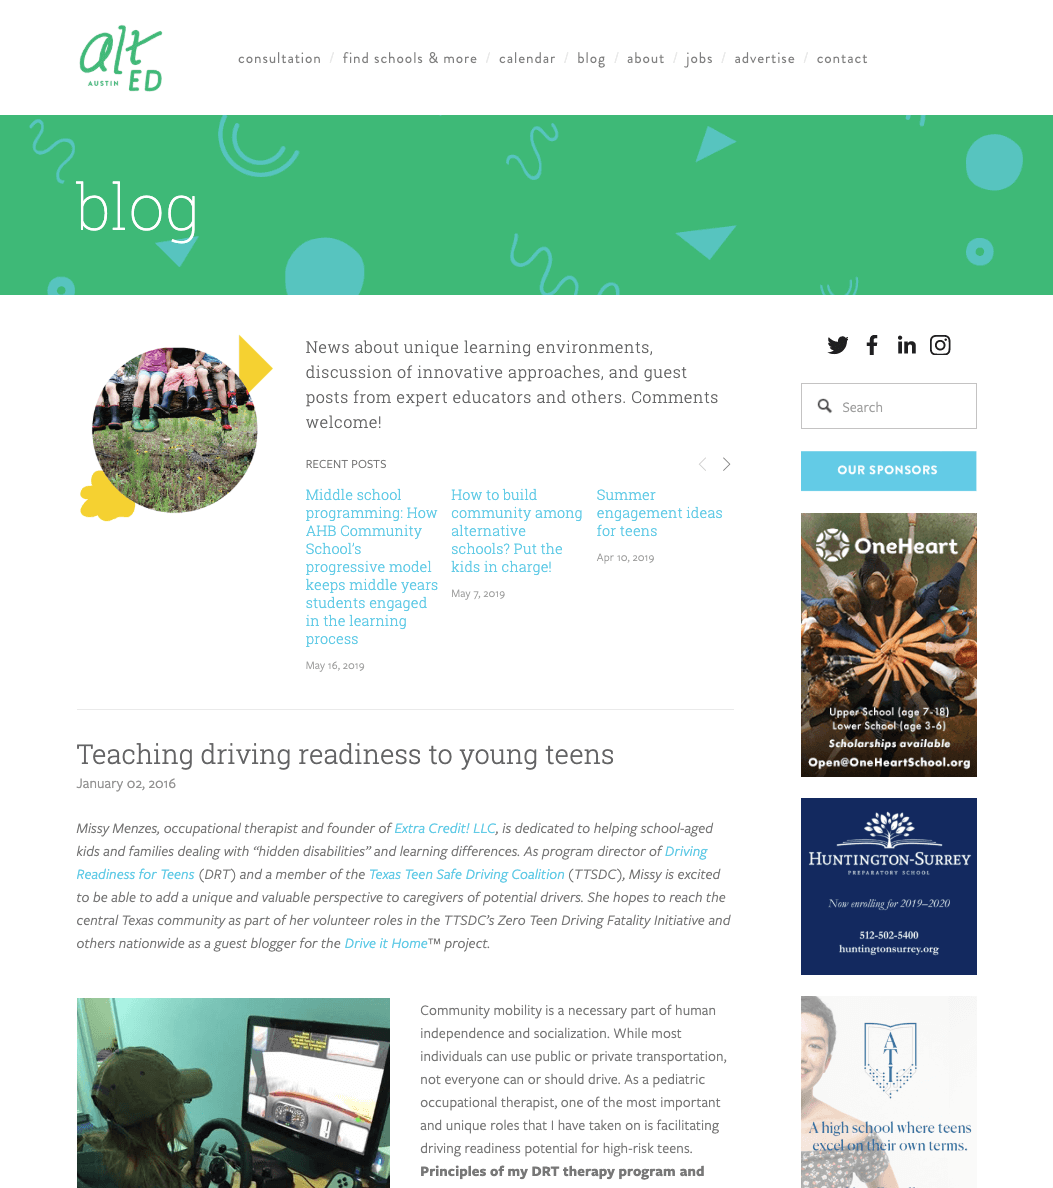 alt
AUSTIN ED
consultation / find schools & more / calendar / blog / about / jobs / advertise / contact
blog
News about unique learning environments,
discussion of innovative approaches, and guest
posts from expert educators and others. Comments
welcome!
RECENT POSTS
Middle school
programming: How
AHB Community
School's
progressive model
keeps middle years
students engaged
in the learning
process
May 16, 2019
How to build
community among
alternative
schools? Put the
kids in charge!
May 7, 2019
Summer
engagement ideas
for teens
Apr 10, 2019
Teaching driving readiness to young teens
January 02, 2016
Missy Menzes, occupational therapist and founder of Extra Credit! LLC, is dedicated to helping school-aged
kids and families dealing with “hidden disabilities” and learning differences. As program director of Driving
Readiness for Teens (DRT) and a member of the Texas Teen Safe Driving Coalition (TTSDC), Missy is excited
to be able to add a unique and valuable perspective to caregivers of potential drivers. She hopes to reach the
central Texas community as part of her volunteer roles in the TTSDC’s Zero Teen Driving Fatality Initiative and
others nationwide as a guest blogger for the Drive it Home™ project.
Community mobility is a necessary part of human
independence and socialization. While most
individuals can use public or private transportation,
not everyone can or should drive. As a pediatric
occupational therapist, one of the most important
and unique roles that I have taken on is facilitating
driving readiness potential for high-risk teens.
Principles of my DRT therapy program and
Search
OUR SPONSORS
OneHeart
Upper School (age 7-18)
Lower School (age 3-6)
Scholarships available
Open@OneHeartSchool.org
HUNTINGTON-SURREY
PREPARATORY SCHOOL
Now enrolling for 2019–2020
512-502-5400
huntingtonsurrey.org
ATI
A high school where teens
excel on their own terms.